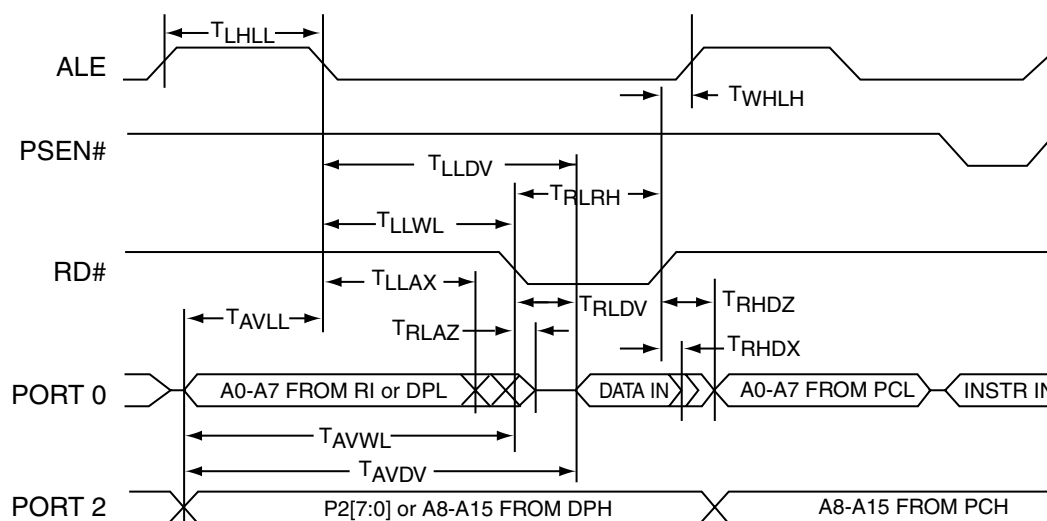 TLHLL
ALE
TWHLH
PSEN#
TLLDV
TRLRH
TLLWL
RD#
TLLAX
TAVLL
TRLDV
TRHDZ
TRLAZ
TRHDX
PORT 0
A0-A7 FROM RI or DPL
DATA IN
A0-A7 FROM PCL
INSTR IN
TAVWL
TAVDV
PORT 2
P2[7:0] or A8-A15 FROM DPH
A8-A15 FROM PCH